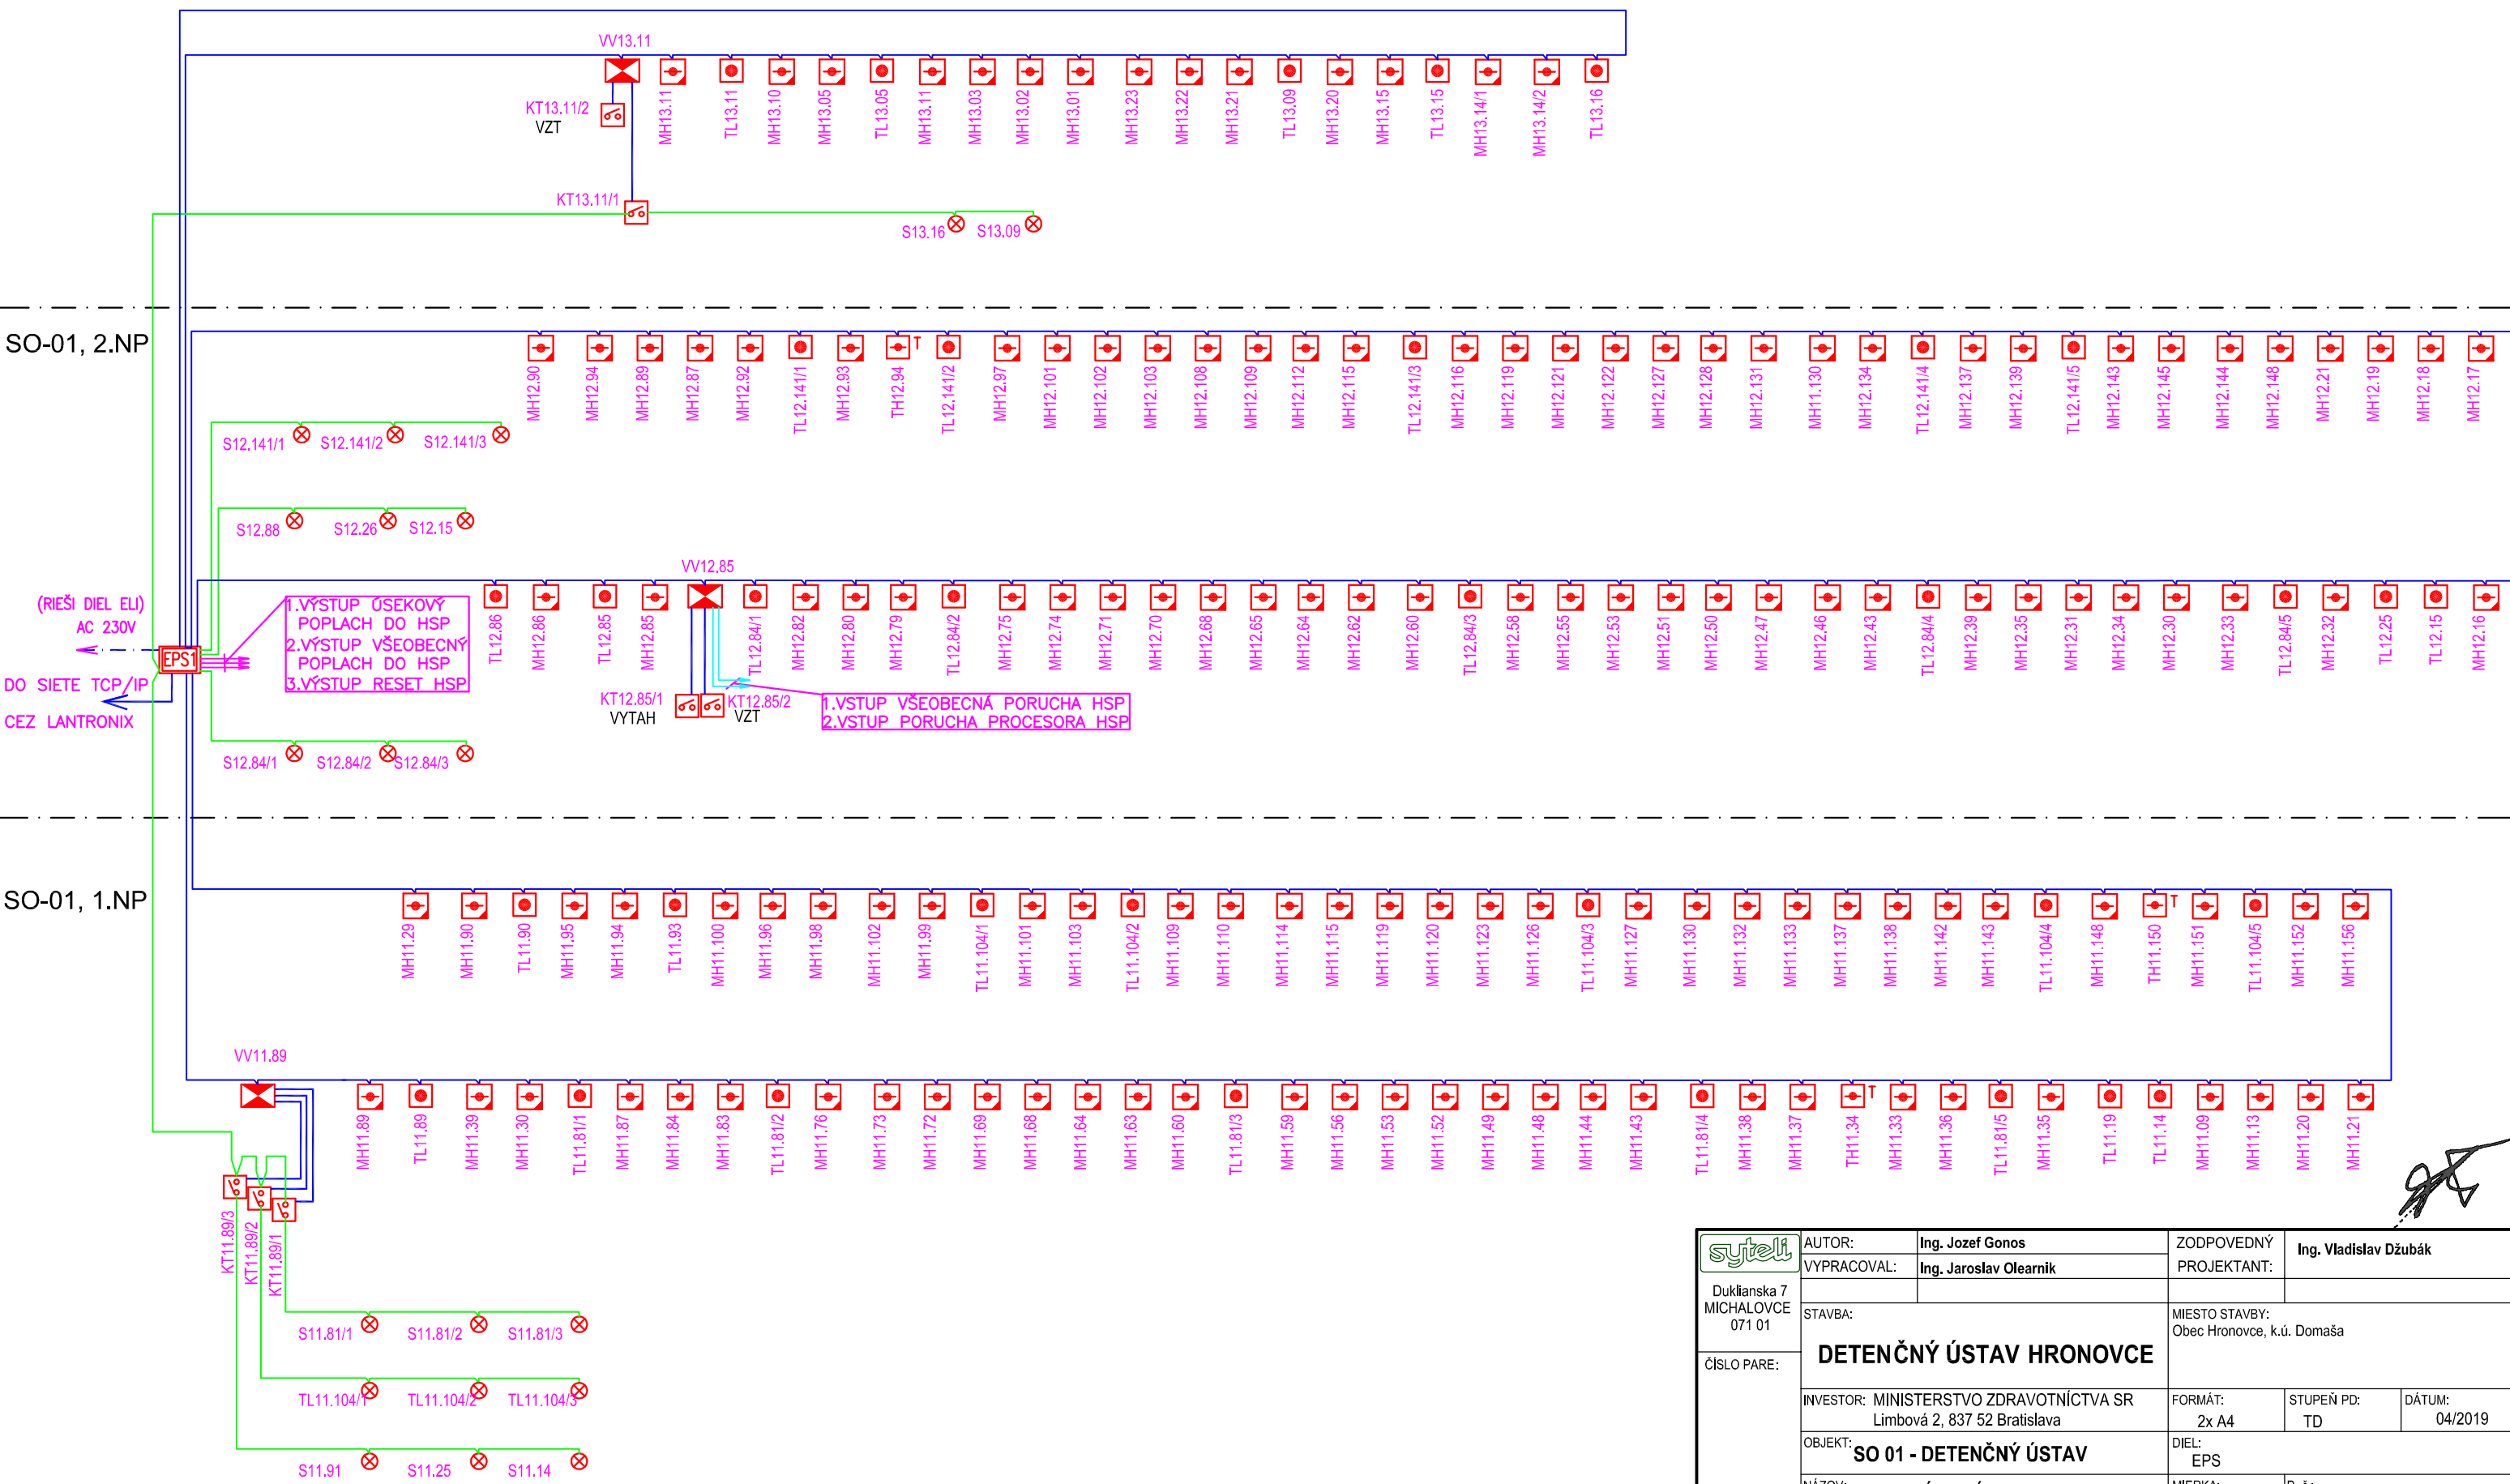 VV13.11
KT13.11/2
VZT
MH13.11
TL13.11
MH13.10
MH13.05
TL13.05
MH13.11
MH13.03
MH13.02
MH13.01
MH13.23
MH13.22
MH13.21
TL13.09
MH13.20
MH13.15
TL13.15
MH13.14/1
MH13.14/2
TL13.16
KT13.11/1
S13.16
S13.09
SO-01, 2.NP
MH12.90
MH12.94
MH12.89
MH12.87
MH12.92
TL12.141/1
MH12.93
TH12.94
T
TL12.141/2
MH12.97
MH12.101
MH12.102
MH12.103
MH12.108
MH12.109
MH12.112
MH12.115
TL12.141/3
MH12.116
MH12.119
MH12.121
MH12.122
MH12.127
MH12.128
MH12.131
MH11.130
MH12.134
TL12.141/4
MH12.137
MH12.139
TL12.141/5
MH12.143
MH12.145
MH12.144
MH12.148
MH12.21
MH12.19
MH12.18
MH12.17
S12.141/1
S12.141/2
S12.141/3
S12.88
S12.26
S12.15
VV12.85
(RIEŠI DIEL ELI)
AC 230V
EPS1
DO SIETE TCP/IP
CEZ LANTRONIX
1.VÝSTUP ÚSEKOVÝ
POPLACH DO HSP
2.VÝSTUP VŠEOBECNÝ
POPLACH DO HSP
3.VÝSTUP RESET HSP
TL12.86
MH12.86
TL12.85
MH12.85
TL12.84/1
MH12.82
MH12.80
MH12.79
TL12.84/2
MH12.75
MH12.74
MH12.71
MH12.70
MH12.68
MH12.65
MH12.64
MH12.62
MH12.60
TL12.84/3
MH12.58
MH12.55
MH12.53
MH12.51
MH12.50
MH12.47
MH12.46
MH12.43
TL12.84/4
MH12.39
MH12.35
MH12.31
MH12.34
MH12.30
MH12.33
TL12.84/5
MH12.32
TL12.25
TL12.15
MH12.16
KT12.85/1
VYTAH
KT12.85/2
VZT
1.VSTUP VŠEOBECNÁ PORUCHA HSP
2.VSTUP PORUCHA PROCESORA HSP
S12.84/1
S12.84/2
S12.84/3
SO-01, 1.NP
MH11.29
MH11.90
TL11.90
MH11.95
MH11.94
TL11.93
MH11.100
MH11.96
MH11.98
MH11.102
MH11.99
TL11.104/1
MH11.101
MH11.103
TL11.104/2
MH11.109
MH11.110
MH11.114
MH11.115
MH11.119
MH11.120
MH11.123
MH11.126
TL11.104/3
MH11.127
MH11.130
MH11.132
MH11.133
MH11.137
MH11.138
MH11.142
MH11.143
TL11.104/4
MH11.148
TH11.150
T
MH11.151
TL11.104/5
MH11.152
MH11.156
VV11.89
MH11.89
TL11.89
MH11.39
MH11.30
TL11.81/1
MH11.87
MH11.84
MH11.83
TL11.81/2
MH11.76
MH11.73
MH11.72
MH11.69
MH11.68
MH11.64
MH11.63
MH11.60
TL11.81/3
MH11.59
MH11.56
MH11.53
MH11.52
MH11.49
MH11.48
MH11.44
MH11.43
TL11.81/4
MH11.38
MH11.37
TH11.34
T
MH11.33
MH11.36
TL11.81/5
MH11.35
TL11.19
TL11.14
MH11.09
MH11.13
MH11.20
MH11.21
KT11.89/3
KT11.89/2
KT11.89/1
S11.81/1
S11.81/2
S11.81/3
TL11.104/1
TL11.104/2
TL11.104/3
S11.91
S11.25
S11.14
syteli
Duklianska 7
MICHALOVCE
071 01
ČÍSLO PARE:
AUTOR: Ing. Jozef Gonos
VYPRACOVAL: Ing. Jaroslav Olearnik
ZODPOVEDNÝ
PROJEKTANT:
Ing. Vladislav Džubák
STAVBA:
DETENČNÝ ÚSTAV HRONOVCE
MIESTO STAVBY:
Obec Hronovce, k.ú. Domaša
INVESTOR: MINISTERSTVO ZDRAVOTNÍCTVA SR
Limbová 2, 837 52 Bratislava
FORMÁT:
2x A4
STUPEŇ PD:
TD
DÁTUM:
04/2019
OBJEKT: SO 01 - DETENČNÝ ÚSTAV
DIEL:
EPS